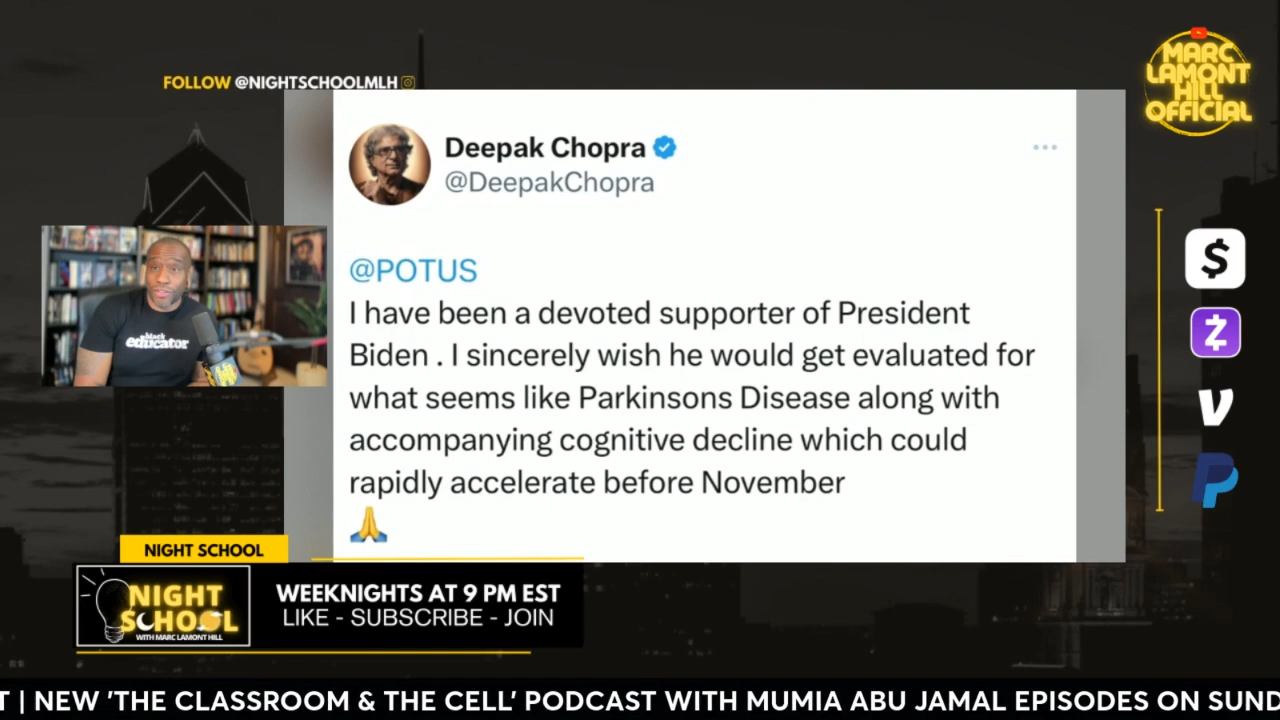 FOLLOW @NIGHTSCHOOLMLH
MARC
LAMONT
HILL
OFFICIAL
Deepak Chopra
@DeepakChopra
@POTUS
I have been a devoted supporter of President
Biden . I sincerely wish he would get evaluated for
what seems like Parkinsons Disease along with
accompanying cognitive decline which could
rapidly accelerate before November
black
educator
NIGHT SCHOOL
NIGHT
SCHOOL
WITH MARC LAMONT HILL
WEEKNIGHTS AT 9 PM EST
LIKE - SUBSCRIBE - JOIN
T | NEW 'THE CLASSROOM & THE CELL' PODCAST WITH MUMIA ABU JAMAL EPISODES ON SUND